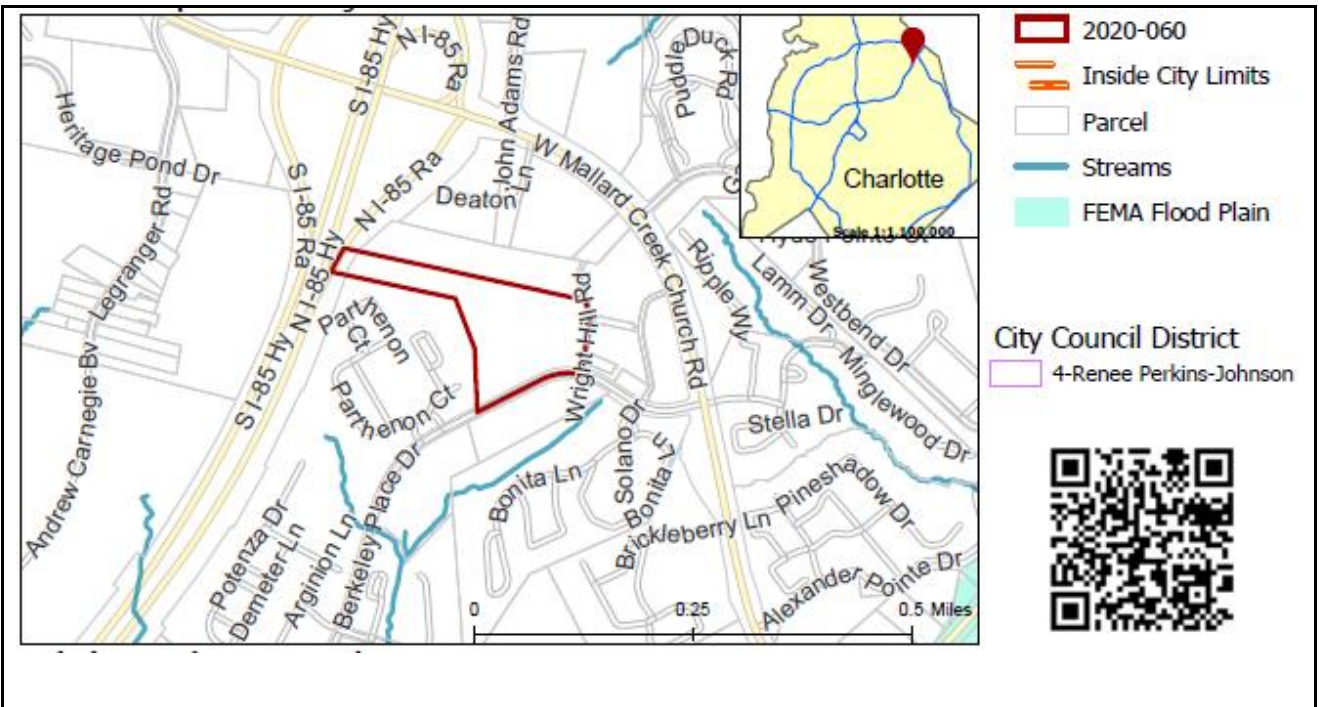 S I-85 Hy
N I-85 Ra
John Adams Rd
Puddle
Duck Rd
Heritage Pond Dr
Legranger Rd
S I-85 Ra
N I-85 Ra
Deaton Ln
W Mallard Creek Church Rd
Charlotte
Scale 1:1,100,000
N I-85 Hy
Wright Hill Rd
Ripple Wy
Lamm Dr
Westbend Dr
Minglewood Dr
Parthenon Ct
S I-85 Hy
Parthenon Ct
Andrew Carnegie Bv
Berkeley Place Dr
Stella Dr
Solano Dr
Bonita Ln
Bonita Ln
Brickleberry Ln
Pineshadow Dr
Potenza Dr
Demeter Ln
Arginion Ln
Alexander Pointe Dr
0 0.25 0.5 Miles
2020-060
Inside City Limits
Parcel
Streams
FEMA Flood Plain
City Council District
4-Renee Perkins-Johnson